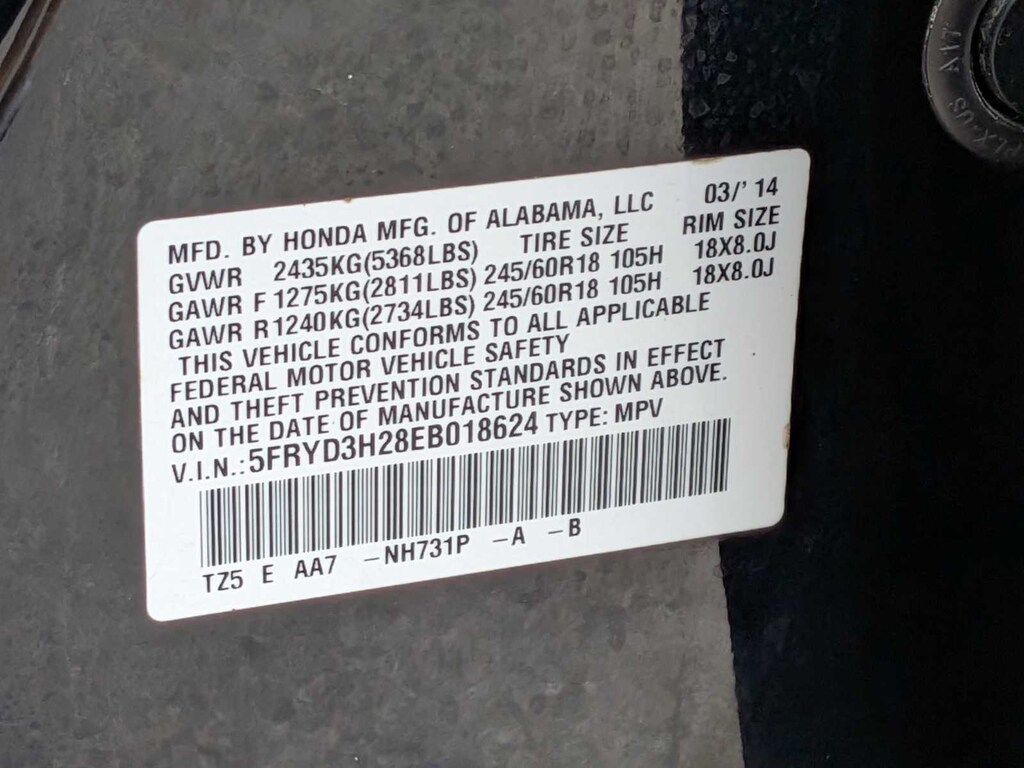 MFD. BY HONDA MFG. OF ALABAMA, LLC 03/' 14
GVWR 2435KG(5368LBS) TIRE SIZE RIM SIZE
GAWR F 1275KG(2811LBS) 245/60R18 105H 18X8.0J
GAWR R 1240KG(2734LBS) 245/60R18 105H 18X8.0J
THIS VEHICLE CONFORMS TO ALL APPLICABLE
FEDERAL MOTOR VEHICLE SAFETY
AND THEFT PREVENTION STANDARDS IN EFFECT
ON THE DATE OF MANUFACTURE SHOWN ABOVE.
V.I.N.: 5FRYD3H28EB018624 TYPE: MPV
TZ5 E AA7 -NH731P -A -B
A17